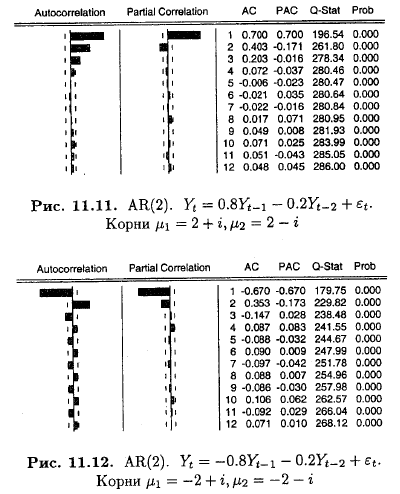 Autocorrelation Partial Correlation AC PAC Q-Stat Prob
1 0.700 0.700 196.54 0.000
2 0.403 -0.171 261.80 0.000
3 0.203 -0.016 278.34 0.000
4 0.072 -0.037 280.46 0.000
5 -0.006 -0.023 280.47 0.000
6 -0.021 0.035 280.64 0.000
7 -0.022 -0.016 280.84 0.000
8 0.017 0.071 280.95 0.000
9 0.049 0.008 281.93 0.000
10 0.071 0.025 283.99 0.000
11 0.051 -0.043 285.05 0.000
12 0.048 0.045 286.00 0.000
Рис. 11.11. AR(2). Yₜ = 0.8Yₜ₋₁ − 0.2Yₜ₋₂ + εₜ.
Корни μ₁ = 2 + i, μ₂ = 2 − i
Autocorrelation Partial Correlation AC PAC Q-Stat Prob
1 -0.670 -0.670 179.75 0.000
2 0.353 -0.173 229.82 0.000
3 -0.147 0.028 238.48 0.000
4 0.087 0.083 241.55 0.000
5 -0.088 -0.032 244.67 0.000
6 0.090 0.009 247.99 0.000
7 -0.097 -0.042 251.78 0.000
8 0.088 0.007 254.96 0.000
9 -0.086 -0.030 257.98 0.000
10 0.106 0.062 262.57 0.000
11 -0.092 0.029 266.04 0.000
12 0.071 0.010 268.12 0.000
Рис. 11.12. AR(2). Yₜ = −0.8Yₜ₋₁ − 0.2Yₜ₋₂ + εₜ.
Корни μ₁ = −2 + i, μ₂ = −2 − i